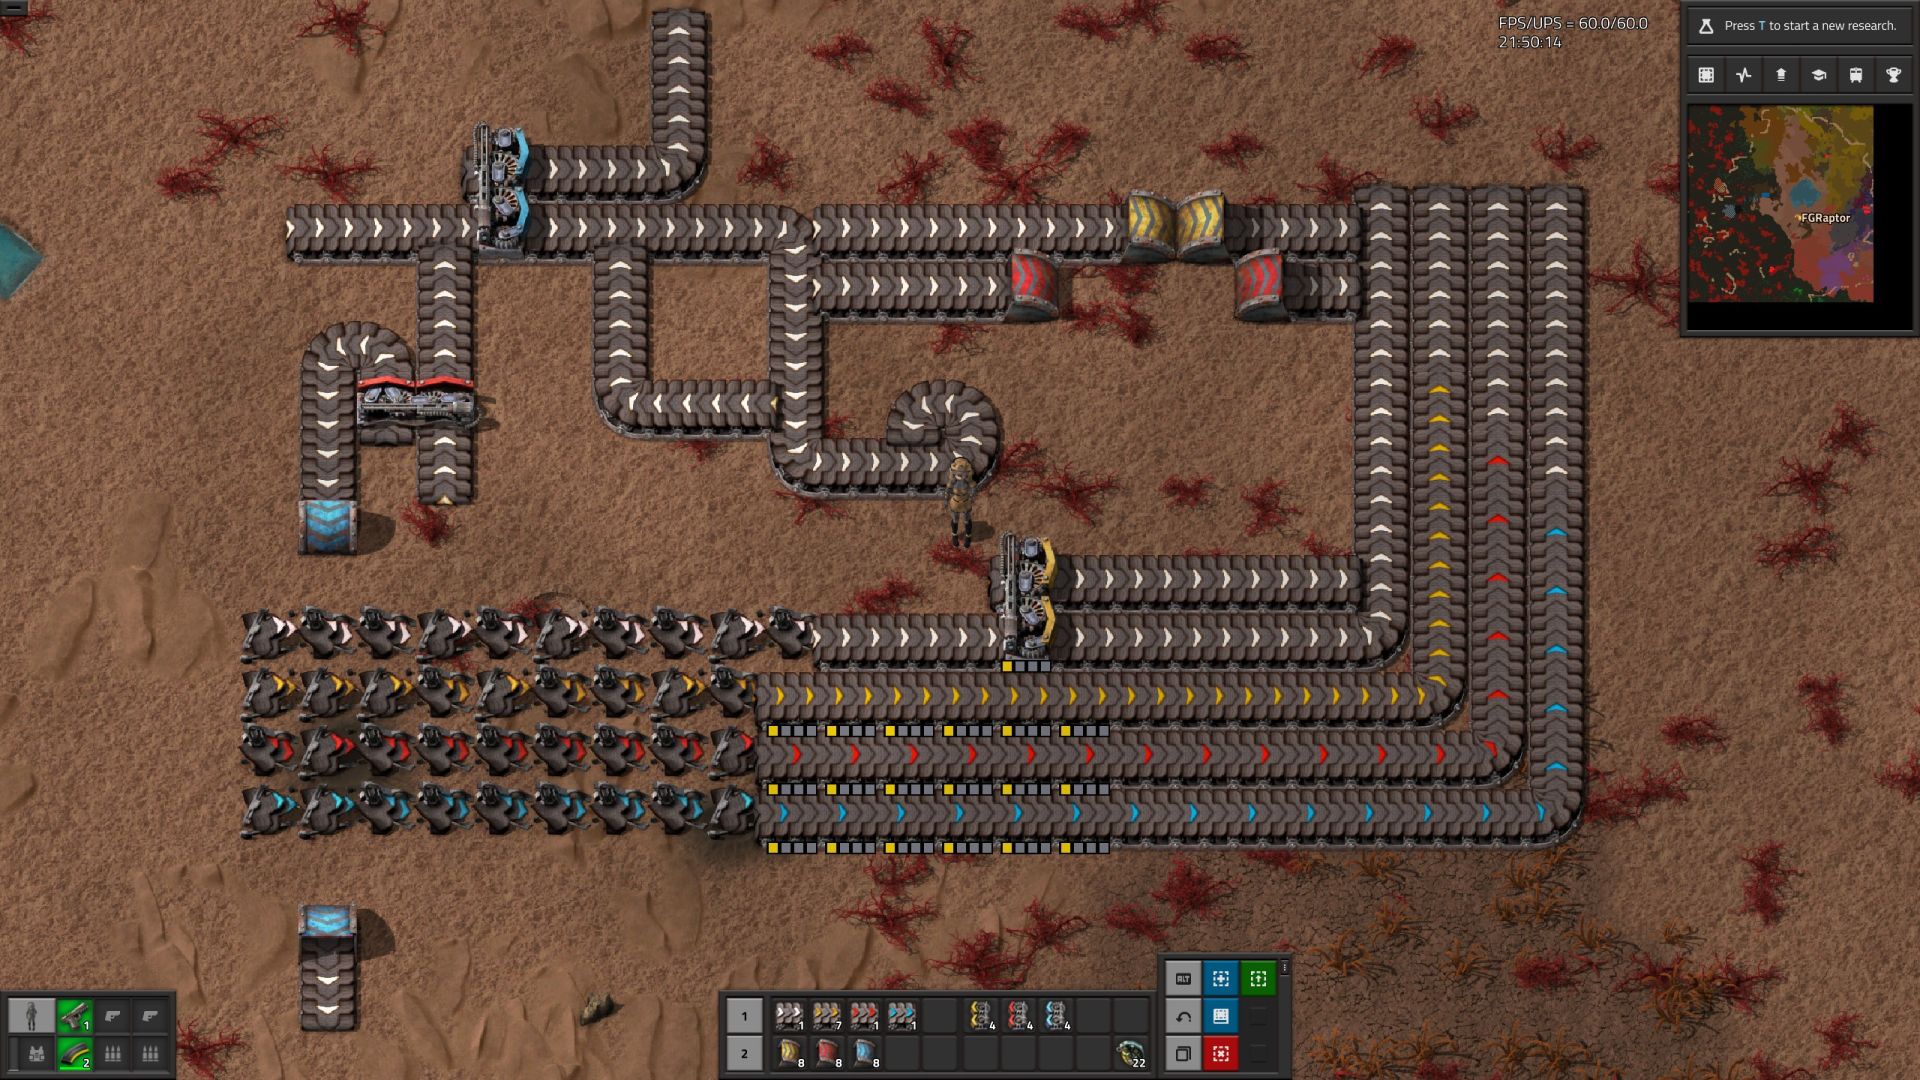 FPS/UPS = 60.0/60.0
21:50:14
Press T to start a new research.
FGRaptor
1
2
1
1 7 1 1 4 4 4
2
8 8 8 22
ALT